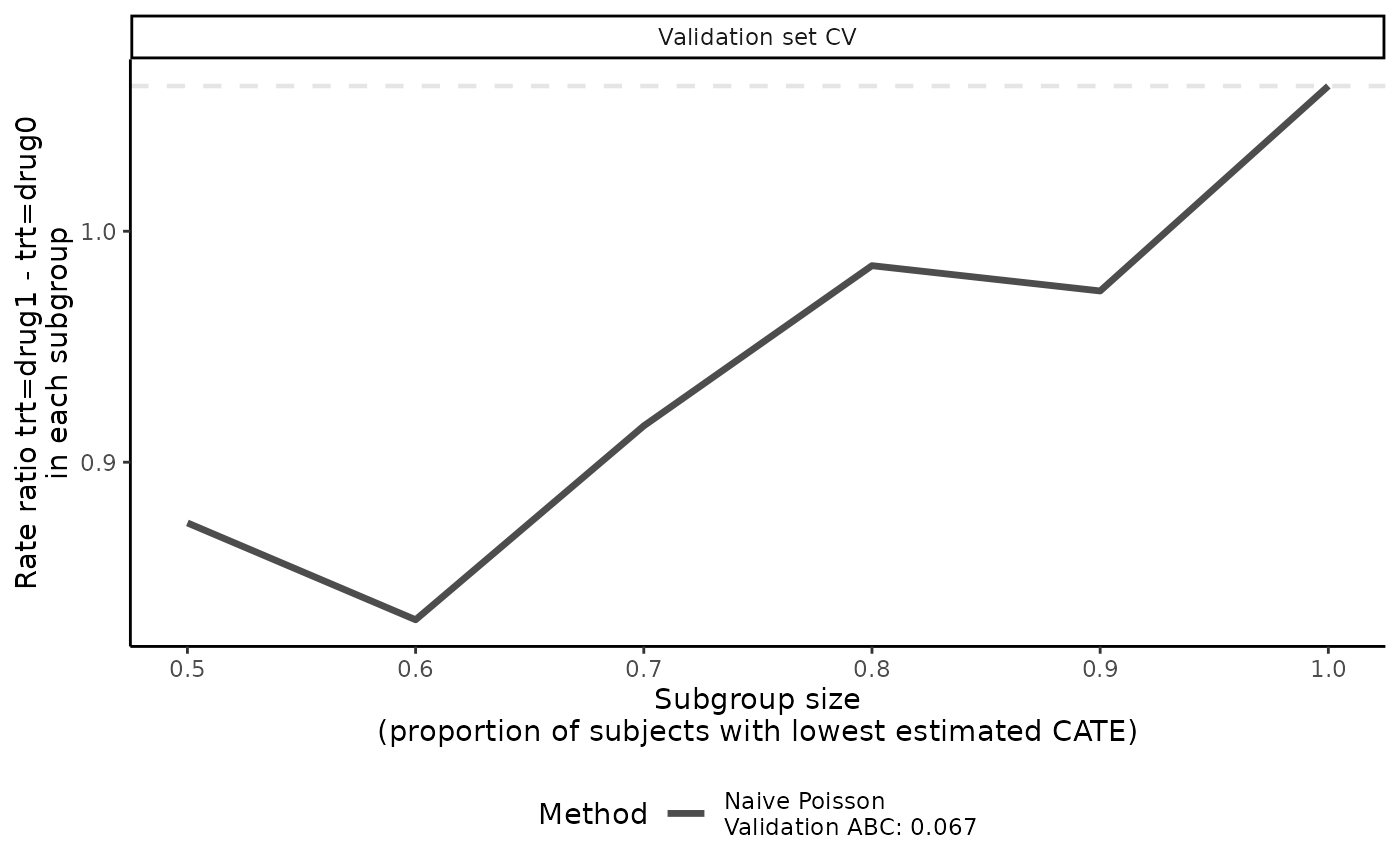 Validation set CV
Rate ratio trt=drug1 - trt=drug0
in each subgroup
1.0
0.9
0.5
0.6
0.7
0.8
0.9
1.0
Subgroup size
(proportion of subjects with lowest estimated CATE)
Method
Naive Poisson
Validation ABC: 0.067